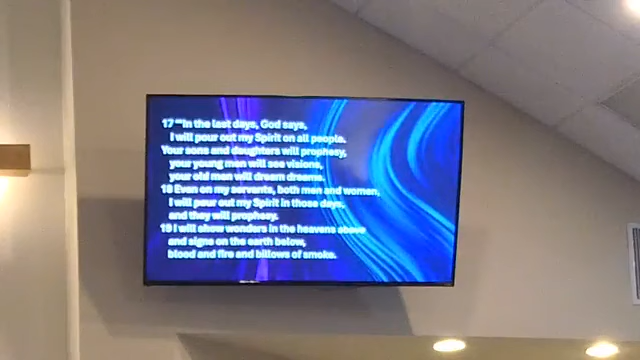 17 “‘In the last days, God says,
I will pour out my Spirit on all people.
Your sons and daughters will prophesy,
your young men will see visions,
your old men will dream dreams.
18 Even on my servants, both men and women,
I will pour out my Spirit in those days,
and they will prophesy.
19 I will show wonders in the heavens above
and signs on the earth below,
blood and fire and billows of smoke.